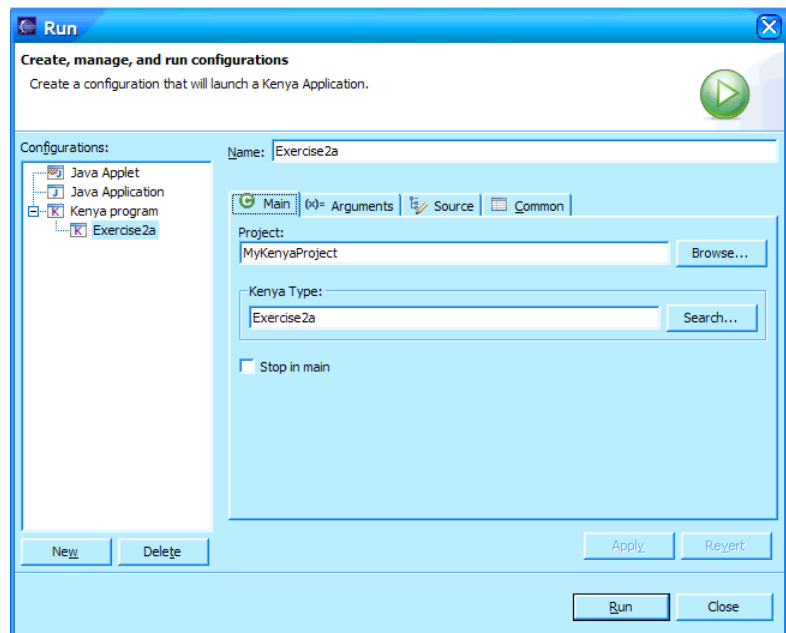 Run
Create, manage, and run configurations
Create a configuration that will launch a Kenya Application.
Configurations:
Java Applet
Java Application
Kenya program
Exercise2a
New
Delete
Name: Exercise2a
Main (x)= Arguments Source Common
Project:
MyKenyaProject Browse...
Kenya Type:
Exercise2a Search...
Stop in main
Apply Revert
Run Close